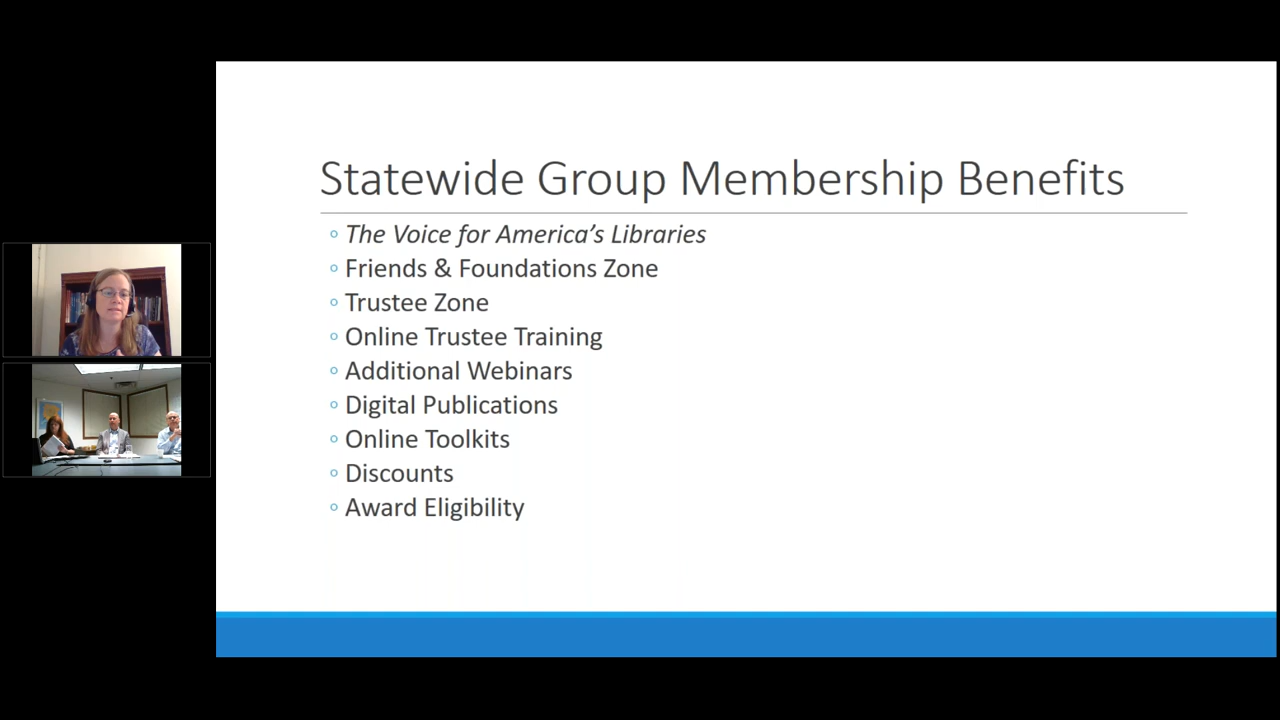 Statewide Group Membership Benefits
The Voice for America's Libraries
Friends & Foundations Zone
Trustee Zone
Online Trustee Training
Additional Webinars
Digital Publications
Online Toolkits
Discounts
Award Eligibility